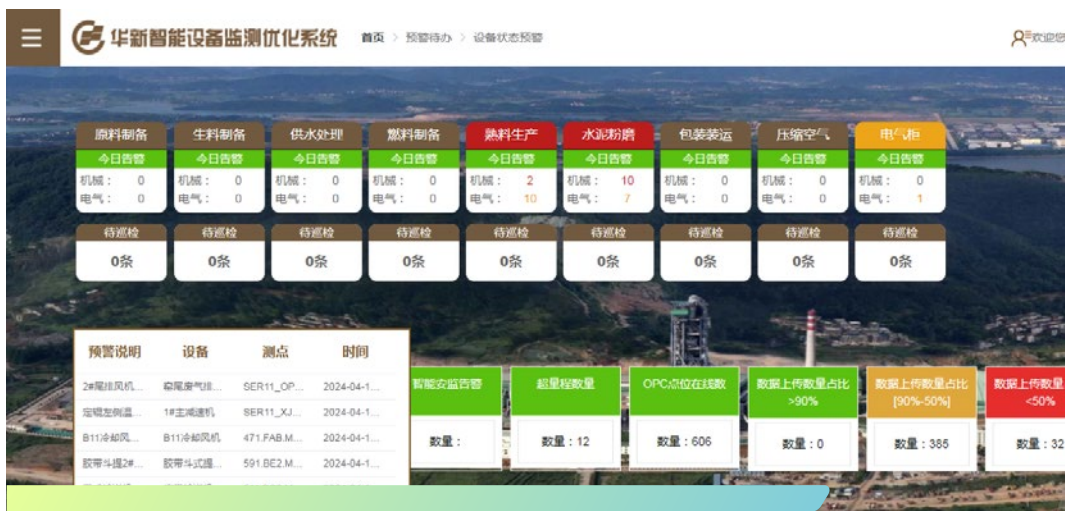 华新智能设备监测优化系统 首页 > 预警待办 > 设备状态预警 欢迎您
原料制备 生料制备 供水处理 燃料制备 熟料生产 水泥粉磨 包装装运 压缩空气 电气柜
今日告警 今日告警 今日告警 今日告警 今日告警 今日告警 今日告警 今日告警 今日告警
机械： 0 机械： 0 机械： 0 机械： 0 机械： 2 机械： 10 机械： 0 机械： 0 机械： 0
电气： 0 电气： 0 电气： 0 电气： 0 电气： 10 电气： 7 电气： 0 电气： 0 电气： 1
待巡检 待巡检 待巡检 待巡检 待巡检 待巡检 待巡检 待巡检 待巡检
0条 0条 0条 0条 0条 0条 0条 0条 0条
预警说明 设备 测点 时间
2#尾排风机... 窑尾废气排... SER11_OP... 2024-04-1...
定辊左侧温... 1#主减速机 SER11_XJ... 2024-04-1...
B11冷却风... B11冷却风机 471.FAB.M... 2024-04-1...
胶带斗提2#... 胶带斗式提... 591.BE2.M... 2024-04-1...
智能安监告警 超量程数量 OPC点位在线数 数据上传数量占比 数据上传数量占比 数据上传数量
>90% [90%-50%] <50%
数量： 数量：12 数量：606 数量：0 数量：385 数量：32